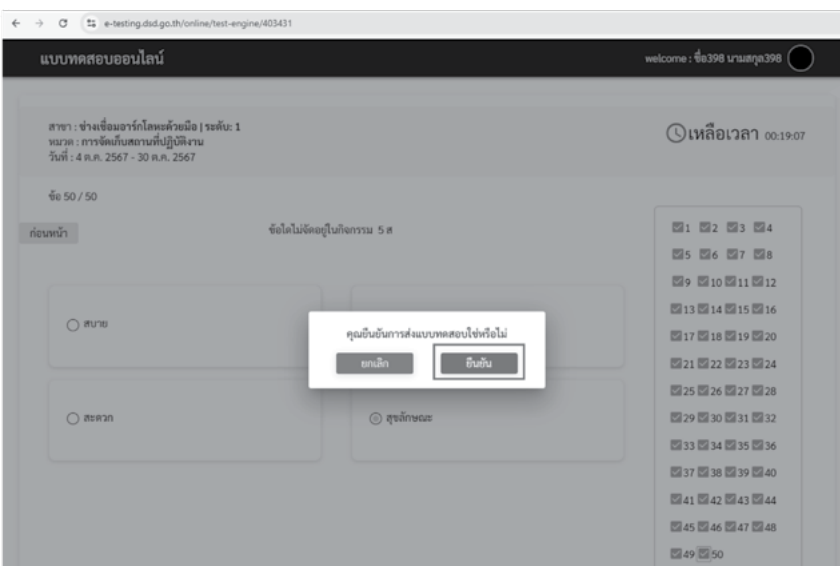 e-testing.dsd.go.th/online/test-engine/403431
แบบทดสอบออนไลน์
welcome : ชื่อ398 นามสกุล398
สาขา : ช่างเชื่อมอาร์กโลหะด้วยมือ | ระดับ: 1
หมวด : การจัดเก็บสถานที่ปฏิบัติงาน
วันที่ : 4 ต.ค. 2567 - 30 ต.ค. 2567
เหลือเวลา 00:19:07
ข้อ 50 / 50
ก่อนหน้า
ข้อใดไม่จัดอยู่ในกิจกรรม 5 ส
สบาย
สะดวก
สุขลักษณะ
คุณยืนยันการส่งแบบทดสอบใช่หรือไม่
ยกเลิก ยืนยัน
1 2 3 4
5 6 7 8
9 10 11 12
13 14 15 16
17 18 19 20
21 22 23 24
25 26 27 28
29 30 31 32
33 34 35 36
37 38 39 40
41 42 43 44
45 46 47 48
49 50